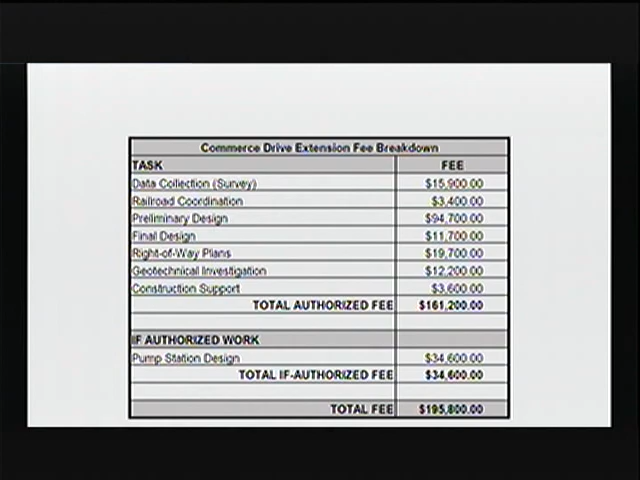 Commerce Drive Extension Fee Breakdown
TASK FEE
Data Collection (Survey) $15,900.00
Railroad Coordination $3,400.00
Preliminary Design $94,700.00
Final Design $11,700.00
Right-of-Way Plans $19,700.00
Geotechnical Investigation $12,200.00
Construction Support $3,600.00
TOTAL AUTHORIZED FEE $161,200.00
IF AUTHORIZED WORK
Pump Station Design $34,600.00
TOTAL IF-AUTHORIZED FEE $34,600.00
TOTAL FEE $195,800.00